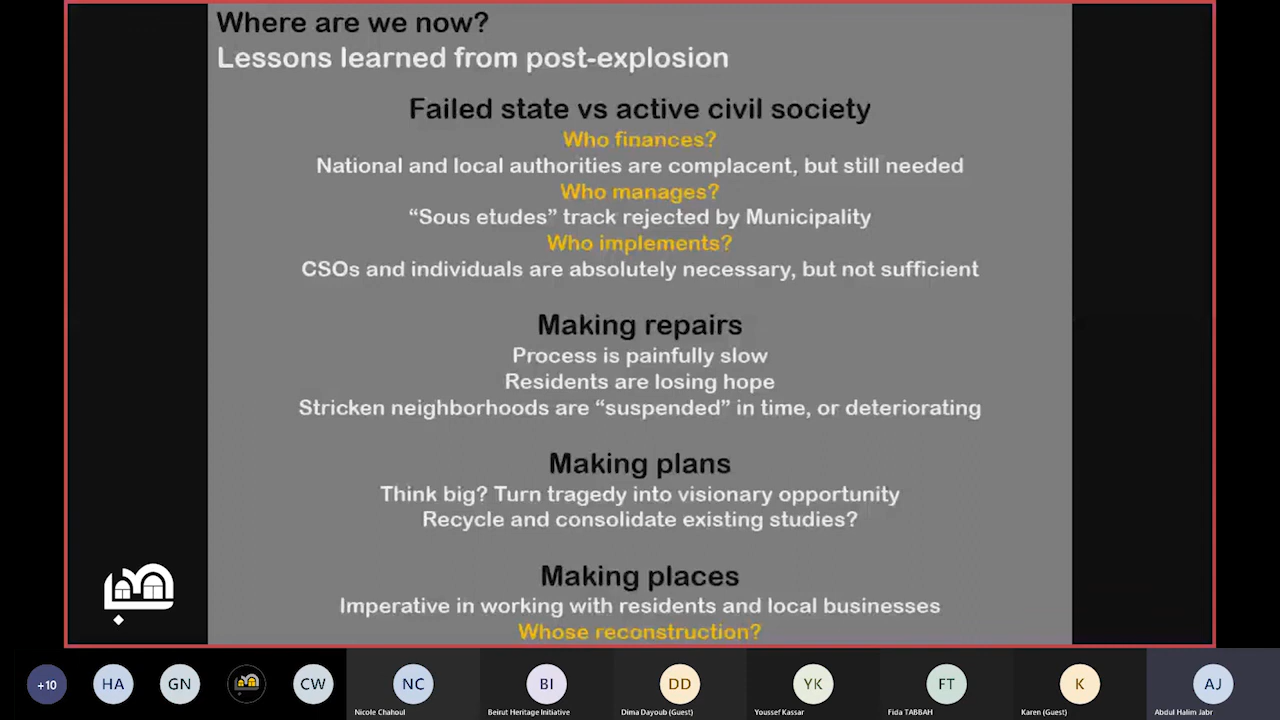 Where are we now?
Lessons learned from post-explosion
Failed state vs active civil society
Who finances?
National and local authorities are complacent, but still needed
Who manages?
“Sous etudes” track rejected by Municipality
Who implements?
CSOs and individuals are absolutely necessary, but not sufficient
Making repairs
Process is painfully slow
Residents are losing hope
Stricken neighborhoods are “suspended” in time, or deteriorating
Making plans
Think big? Turn tragedy into visionary opportunity
Recycle and consolidate existing studies?
Making places
Imperative in working with residents and local businesses
Whose reconstruction?
+10
HA
GN
CW
NC
BI
DD
YK
FT
K
AJ
Nicole Chahoul
Beirut Heritage Initiative
Dima Dayoub (Guest)
Youssef Kassar
Fida TABBAH
Karen (Guest)
Abdul Halim Jabr